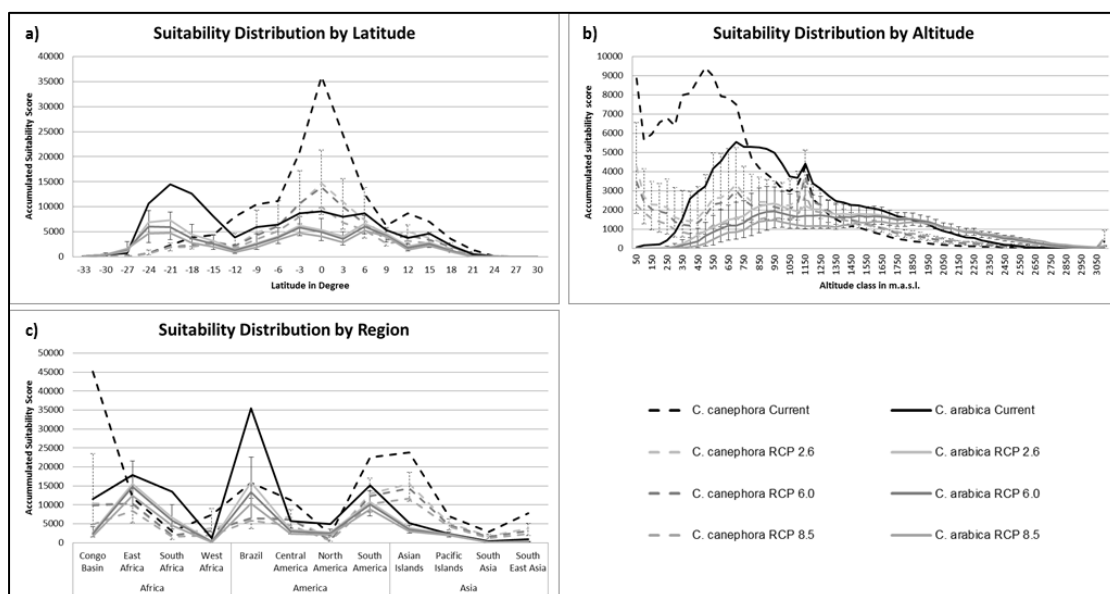 a)
Suitability Distribution by Latitude
Accummulated Suitability Score
40000
35000
30000
25000
20000
15000
10000
5000
0
-33 -30 -27 -24 -21 -18 -15 -12 -9 -6 -3 0 3 6 9 12 15 18 21 24 27 30
Latitude in Degree
b)
Suitability Distribution by Altitude
Accumulated suitability score
10000
9000
8000
7000
6000
5000
4000
3000
2000
1000
0
50 150 250 350 450 550 650 750 850 950 1050 1150 1250 1350 1450 1550 1650 1750 1850 1950 2050 2150 2250 2350 2450 2550 2650 2750 2850 2950 3050
Altitude class in m.a.s.l.
c)
Suitability Distribution by Region
Accummulated Suitability Score
50000
45000
40000
35000
30000
25000
20000
15000
10000
5000
0
Congo East South West Brazil Central North South Asian Pacific South South
Basin Africa Africa Africa America America America Islands Islands Asia East Asia
Africa America Asia
C. canephora Current
C. arabica Current
C. canephora RCP 2.6
C. arabica RCP 2.6
C. canephora RCP 6.0
C. arabica RCP 6.0
C. canephora RCP 8.5
C. arabica RCP 8.5